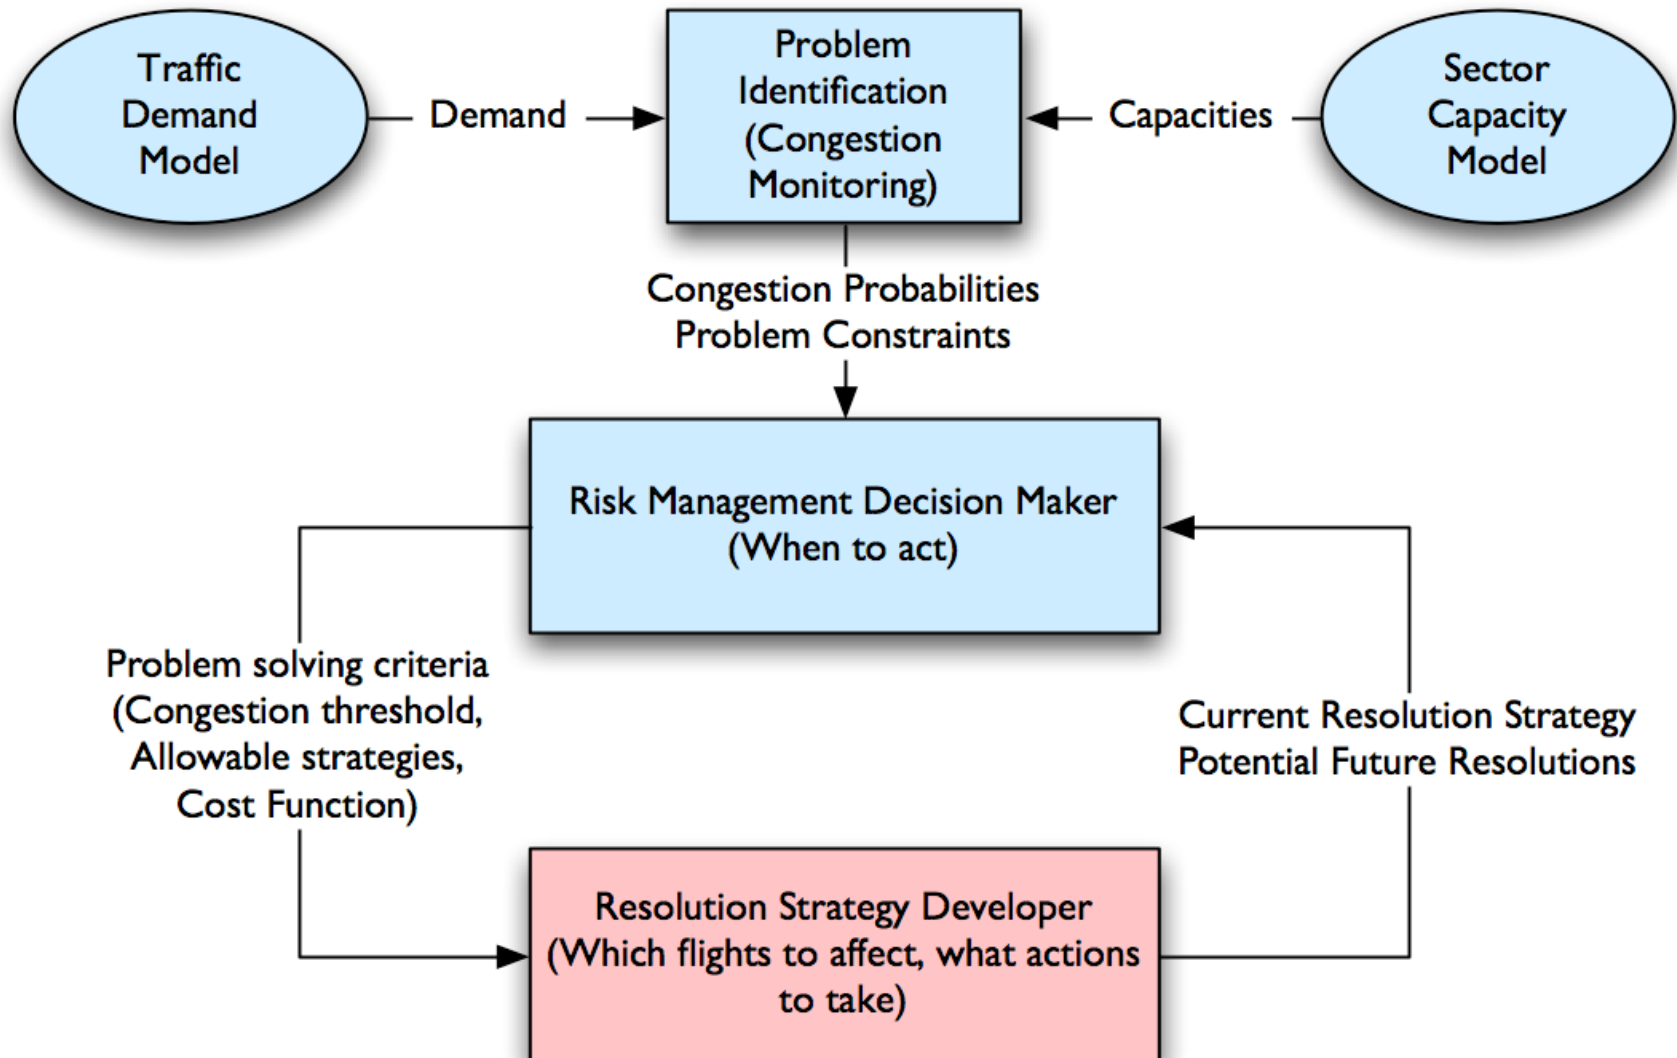 Traffic
Demand
Model
Demand
Problem
Identification
(Congestion
Monitoring)
Capacities
Sector
Capacity
Model
Congestion Probabilities
Problem Constraints
Risk Management Decision Maker
(When to act)
Problem solving criteria
(Congestion threshold,
Allowable strategies,
Cost Function)
Current Resolution Strategy
Potential Future Resolutions
Resolution Strategy Developer
(Which flights to affect, what actions
to take)